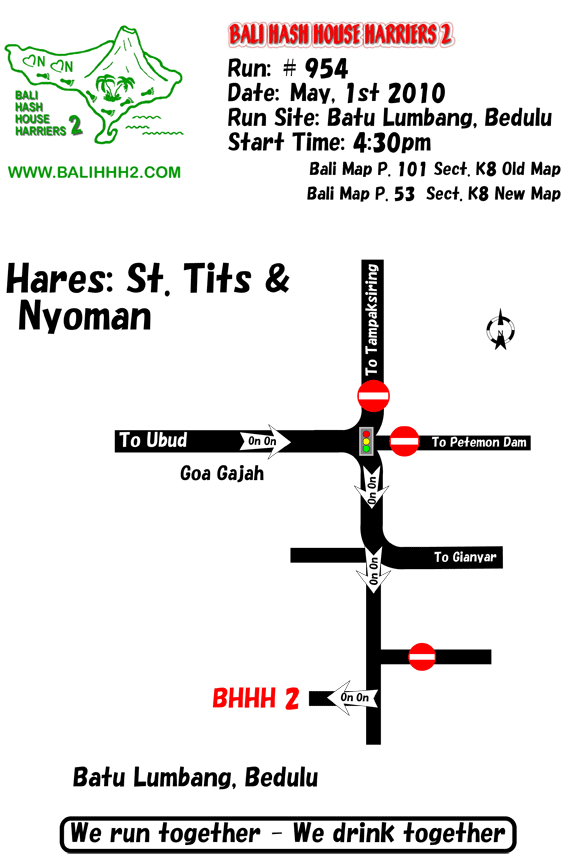 BALI HASH HOUSE HARRIERS 2
Run: # 954
Date: May, 1st 2010
Run Site: Batu Lumbang, Bedulu
Start Time: 4:30pm
Bali Map P. 101 Sect. K8 Old Map
Bali Map P. 53 Sect. K8 New Map
ON ON
BALI
HASH
HOUSE
HARRIERS 2
WWW.BALIHHH2.COM
Hares: St. Tits &
Nyoman
To Tampaksiring
N
To Ubud
On On
To Petemon Dam
Goa Gajah
On On
To Gianyar
On On
BHHH 2
On On
Batu Lumbang, Bedulu
We run together - We drink together